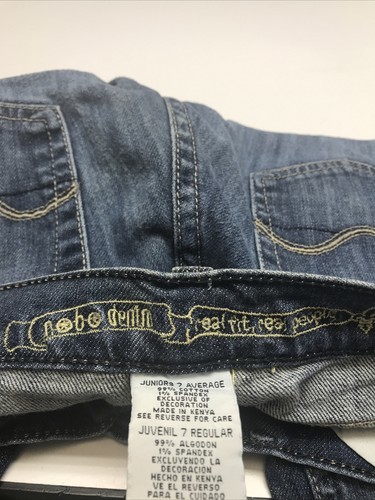 nobo denim real fit. real people
JUNIORS 7 AVERAGE
99% COTTON
1% SPANDEX
EXCLUSIVE OF
DECORATION
MADE IN KENYA
SEE REVERSE FOR CARE
JUVENIL 7 REGULAR
99% ALGODON
1% SPANDEX
EXCLUYENDO LA
DECORACION
HECHO EN KENYA
VE EL REVERSO
PARA EL CUIDADO